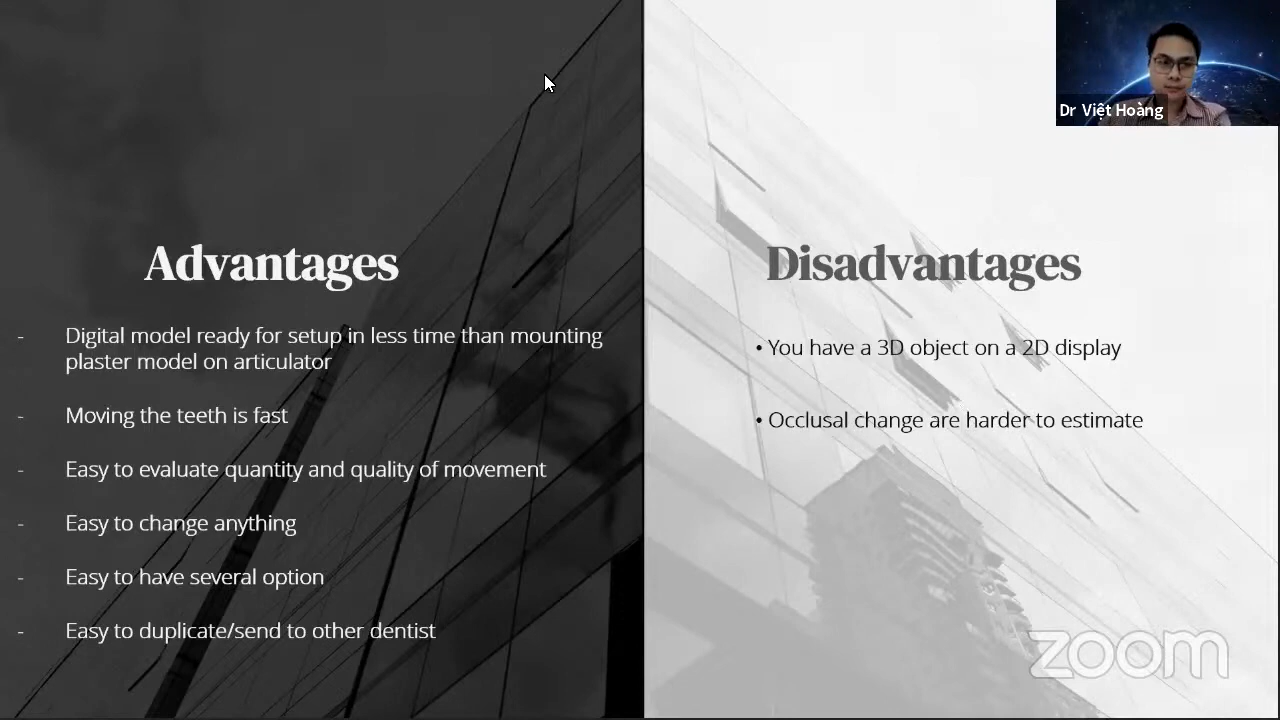 Dr Việt Hoàng
Advantages
- Digital model ready for setup in less time than mounting
plaster model on articulator
- Moving the teeth is fast
- Easy to evaluate quantity and quality of movement
- Easy to change anything
- Easy to have several option
- Easy to duplicate/send to other dentist
Disadvantages
• You have a 3D object on a 2D display
• Occlusal change are harder to estimate
zoom